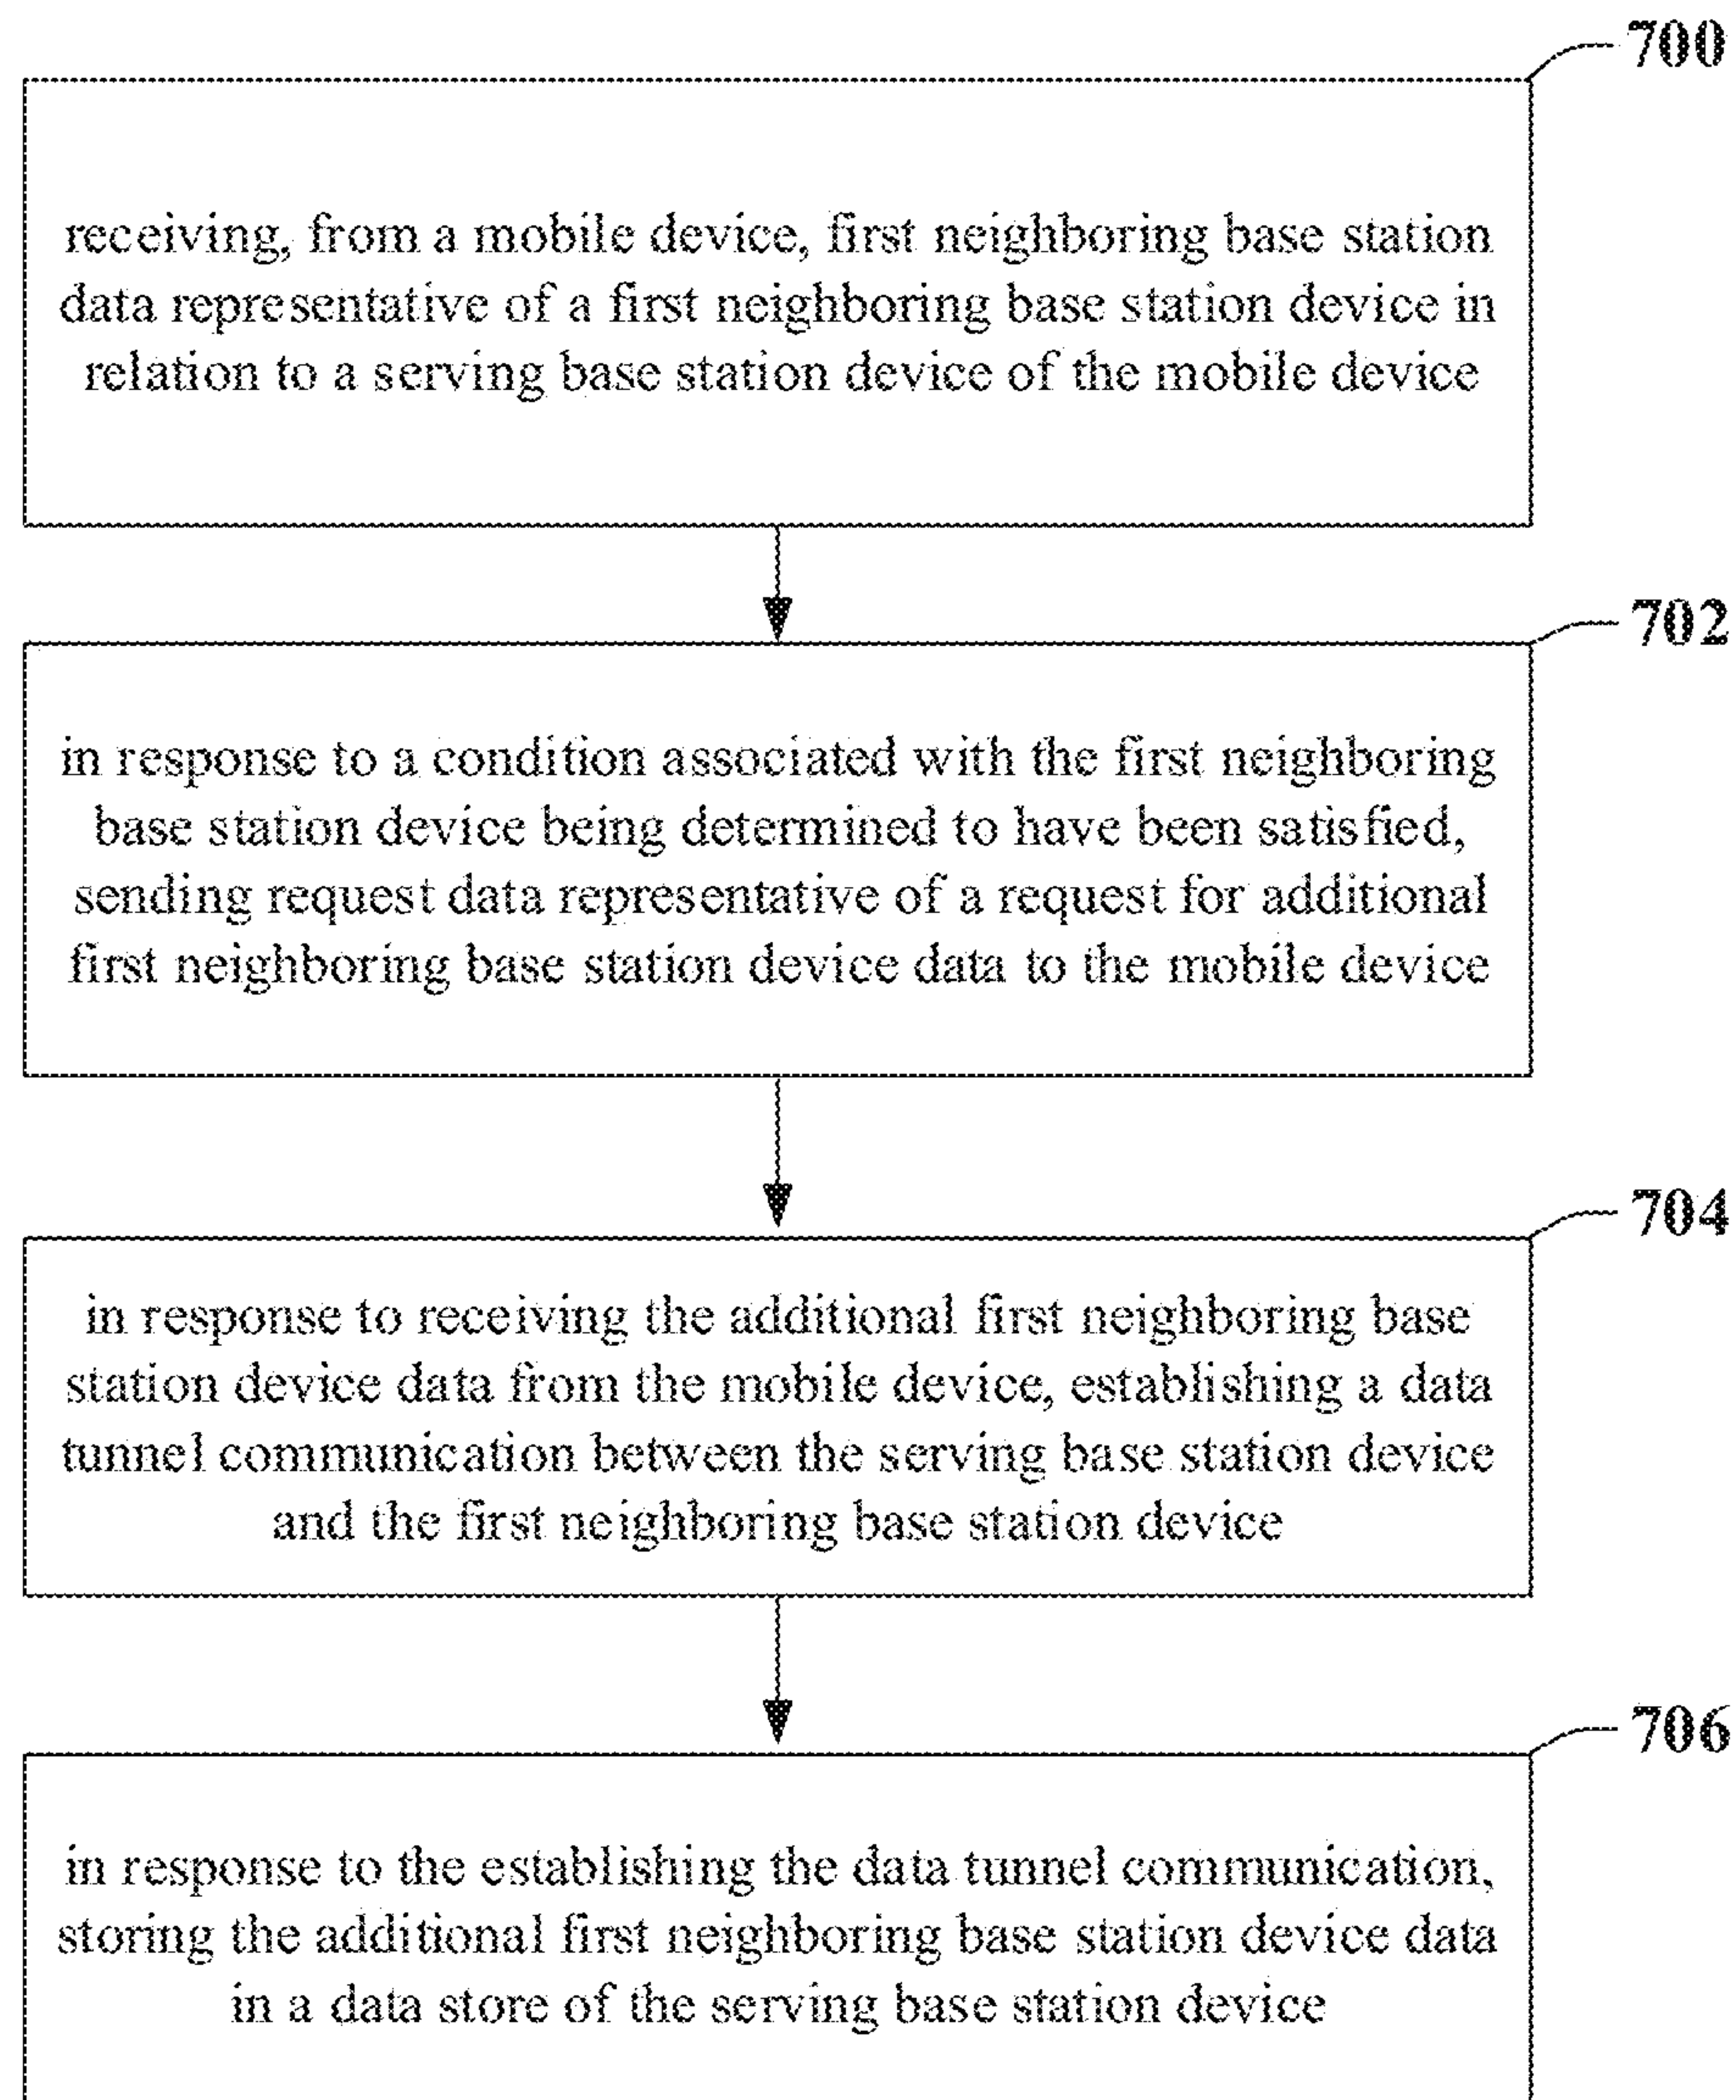 700
receiving, from a mobile device, first neighboring base station
data representative of a first neighboring base station device in
relation to a serving base station device of the mobile device
702
in response to a condition associated with the first neighboring
base station device being determined to have been satisfied,
sending request data representative of a request for additional
first neighboring base station device data to the mobile device
704
in response to receiving the additional first neighboring base
station device data from the mobile device, establishing a data
tunnel communication between the serving base station device
and the first neighboring base station device
706
in response to the establishing the data tunnel communication,
storing the additional first neighboring base station device data
in a data store of the serving base station device